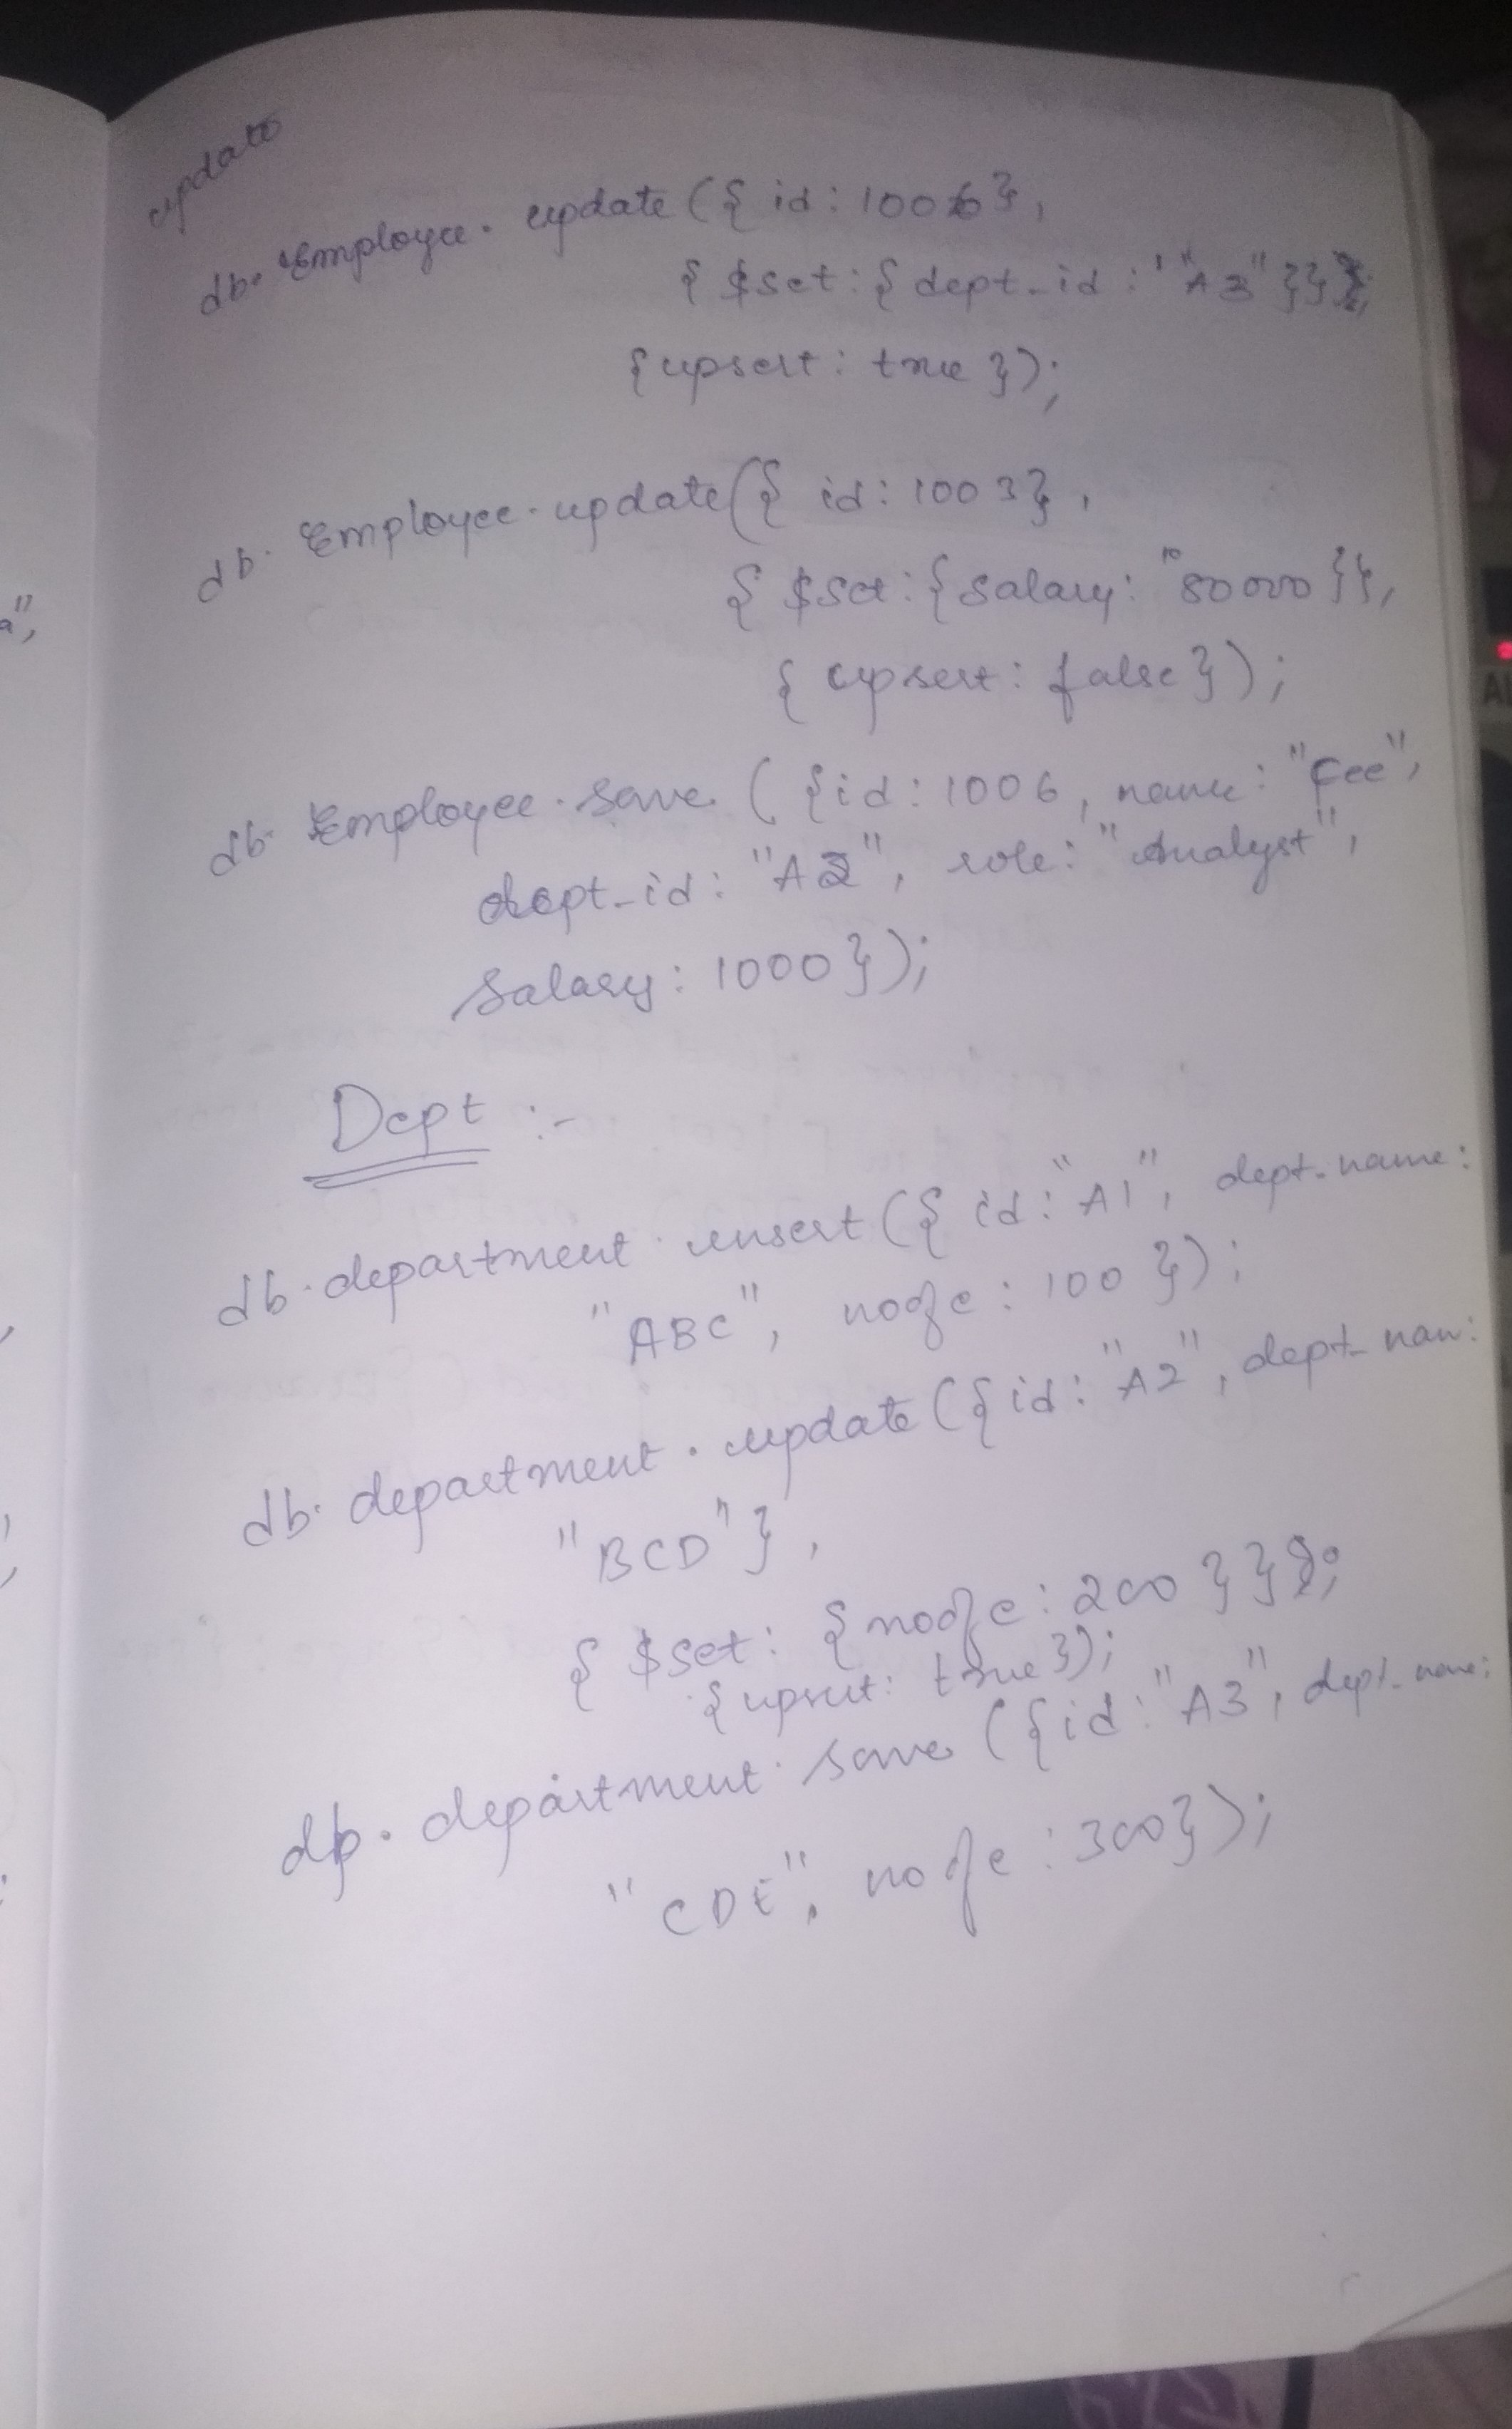 update
db. Employee. update ({ id: 1006},
{ $set:{ dept_id : "A3" }},
{upsert: true });
db. Employee. update({ id: 1003},
{ $set:{salary: "80000 }},
{ upsert: false});
db. Employee. save ({id: 1006, name: "Fee",
dept_id: "A2", role: "Analyst",
Salary: 1000});
Dept :-
db. department. insert ({ id: "A1", dept_name:
"ABC", nofe: 100 });
db. department. update ({id: "A2", dept_nam:
"BCD"},
{ $set: {nofe: 200 }};
{upsert: true});
db. department. save ({id: "A3", dept_name:
"CDE", nofe: 300});
a",